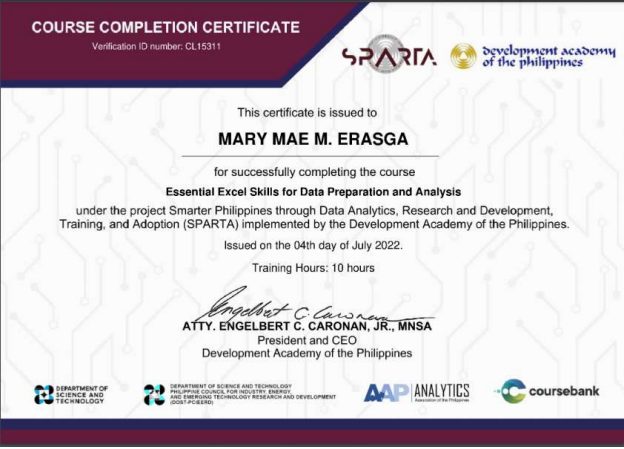 COURSE COMPLETION CERTIFICATE
Verification ID number: CL15311
SPARTA
development academy
of the philippines
This certificate is issued to
MARY MAE M. ERASGA
for successfully completing the course
Essential Excel Skills for Data Preparation and Analysis
under the project Smarter Philippines through Data Analytics, Research and Development,
Training, and Adoption (SPARTA) implemented by the Development Academy of the Philippines.
Issued on the 04th day of July 2022.
Training Hours: 10 hours
Engelbert C. Caronan
ATTY. ENGELBERT C. CARONAN, JR., MNSA
President and CEO
Development Academy of the Philippines
DEPARTMENT OF
SCIENCE AND
TECHNOLOGY
DEPARTMENT OF SCIENCE AND TECHNOLOGY
PHILIPPINE COUNCIL FOR INDUSTRY, ENERGY,
AND EMERGING TECHNOLOGY RESEARCH AND DEVELOPMENT
(DOST-PCIEERD)
AAP ANALYTICS
Association of the Philippines
coursebank